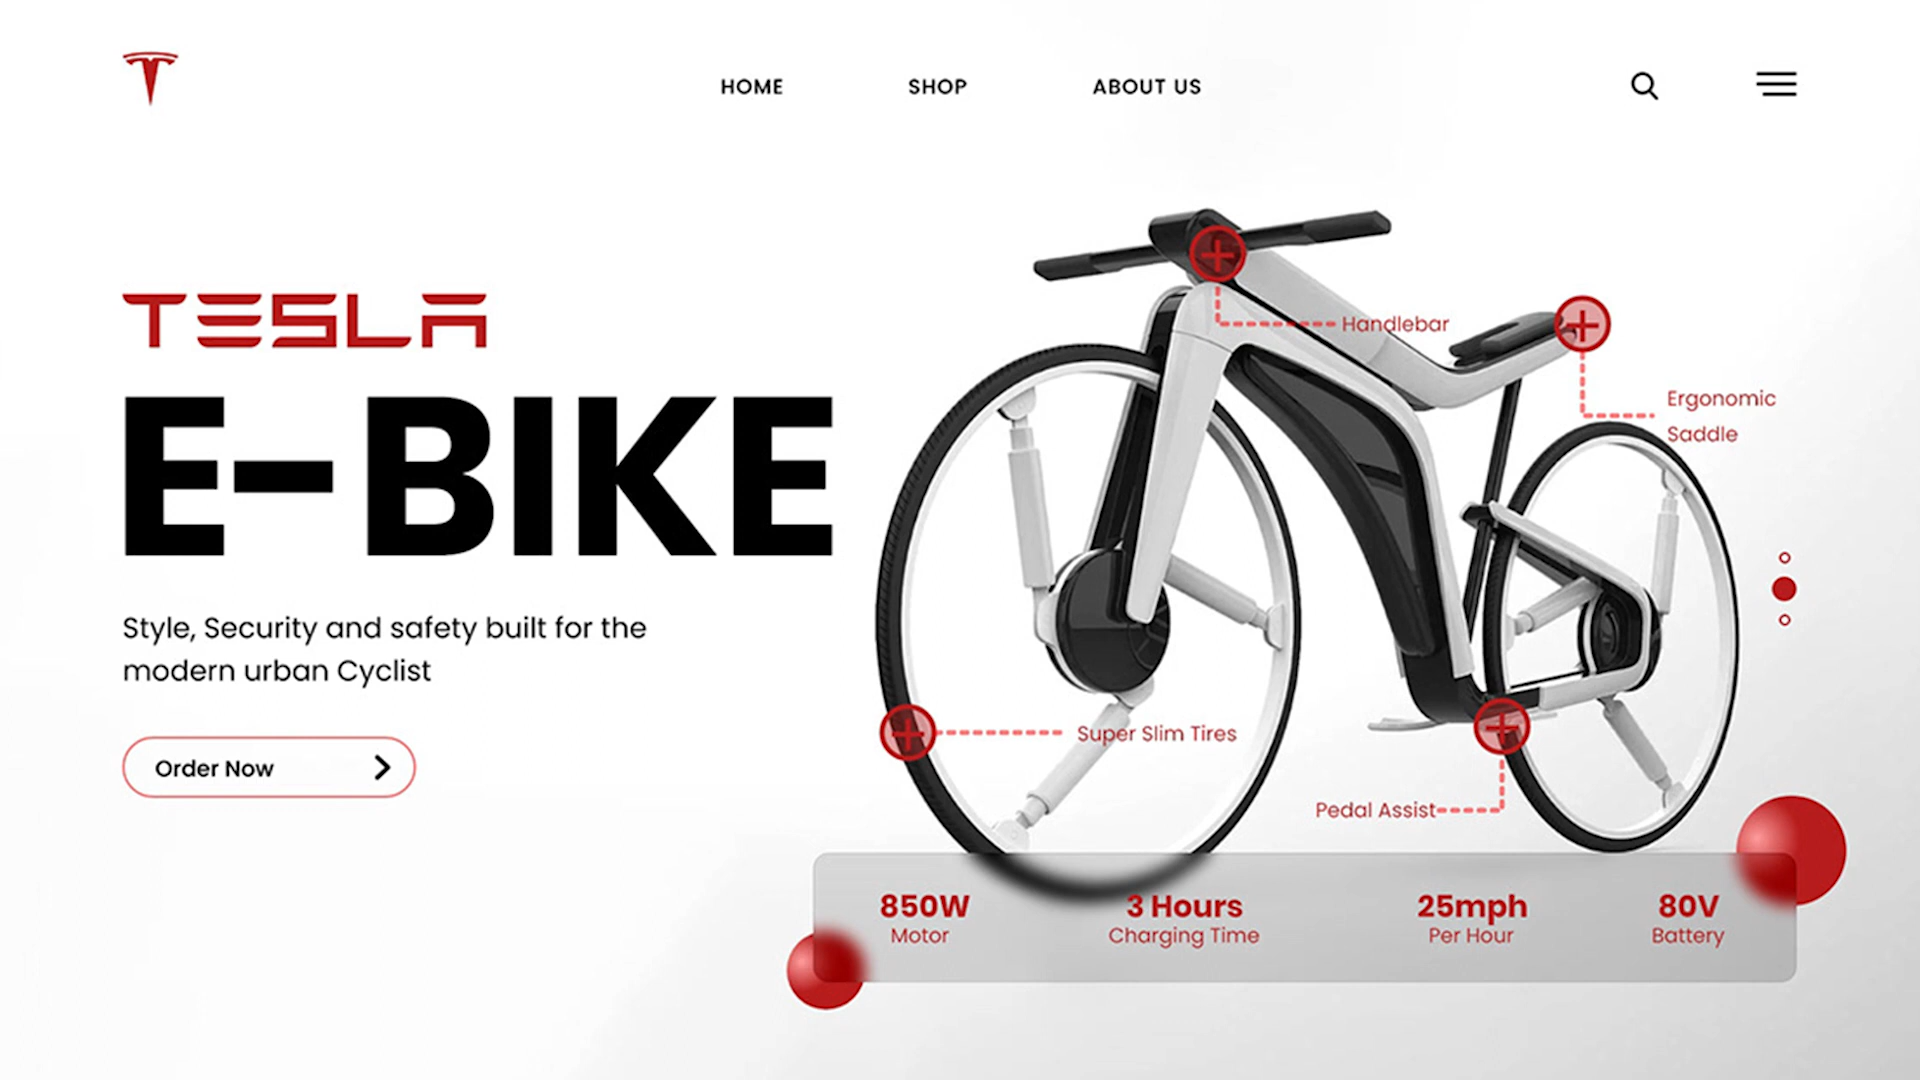 HOME SHOP ABOUT US
TESLA
E-BIKE
Style, Security and safety built for the
modern urban Cyclist
Order Now
Handlebar
Ergonomic
Saddle
Super Slim Tires
Pedal Assist
850W
Motor
3 Hours
Charging Time
25mph
Per Hour
80V
Battery